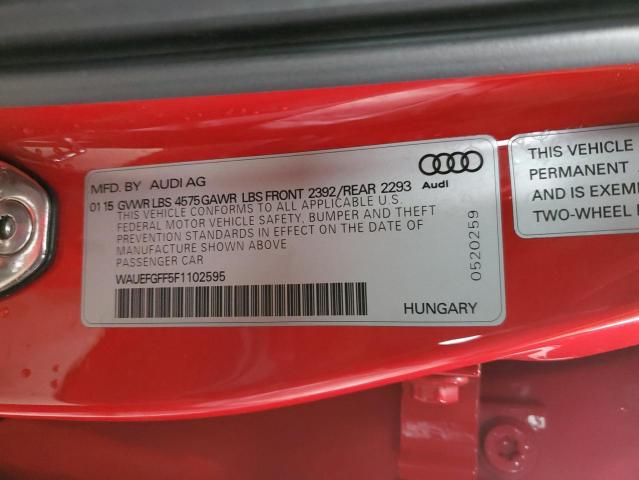 MFD. BY AUDI AG
0115 GVWR LBS 4575 GAWR LBS FRONT 2392/REAR 2293
THIS VEHICLE CONFORMS TO ALL APPLICABLE U.S.
FEDERAL MOTOR VEHICLE SAFETY, BUMPER AND THEFT
PREVENTION STANDARDS IN EFFECT ON THE DATE OF
MANUFACTURE SHOWN ABOVE
PASSENGER CAR
WAUEFGFF5F1102595
Audi
0520259
HUNGARY
THIS VEHICLE
PERMANENT
AND IS EXEM
TWO-WHEEL